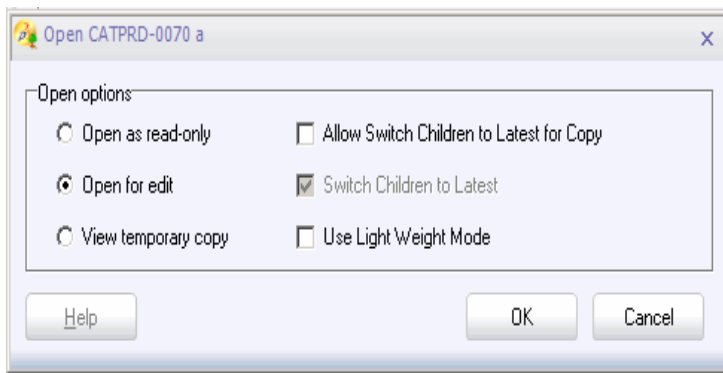 Open CATPRD-0070 a
Open options
Open as read-only
Allow Switch Children to Latest for Copy
Open for edit
Switch Children to Latest
View temporary copy
Use Light Weight Mode
Help
OK
Cancel